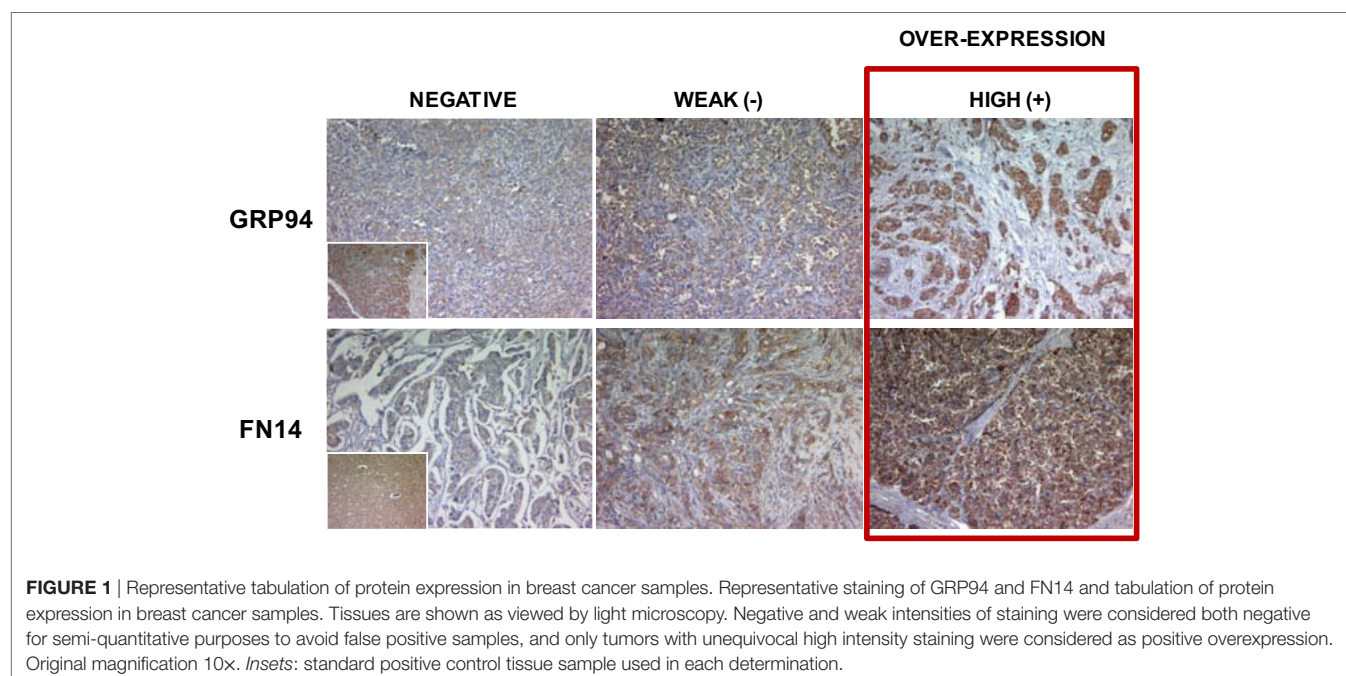 OVER-EXPRESSION
NEGATIVE
WEAK (-)
HIGH (+)
GRP94
FN14
FIGURE 1 | Representative tabulation of protein expression in breast cancer samples. Representative staining of GRP94 and FN14 and tabulation of protein
expression in breast cancer samples. Tissues are shown as viewed by light microscopy. Negative and weak intensities of staining were considered both negative
for semi-quantitative purposes to avoid false positive samples, and only tumors with unequivocal high intensity staining were considered as positive overexpression.
Original magnification 10×. Insets: standard positive control tissue sample used in each determination.